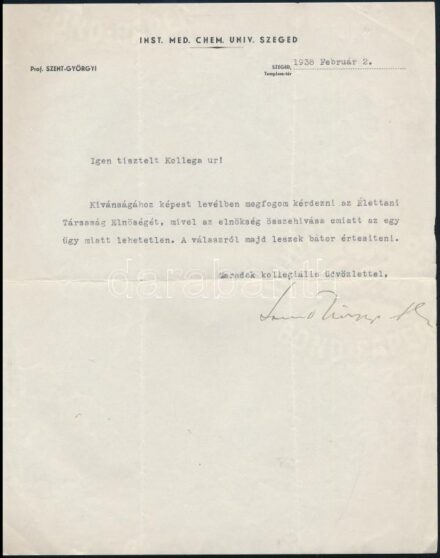 INST. MED. CHEM. UNIV. SZEGED
Prof. SZENT-GYÖRGYI
SZEGED, 1938 Február 2.
Templom-tér
Igen tisztelt Kollega ur!
Kivánságához képest levélben megfogom kérdezni az Élettani
Társaság Elnöségét, mivel az elnökség összehivása emiatt az egy
ügy miatt lehetetlen. A válaszról majd leszek bátor értesiteni.
Maradok kollegiális üdvözlettel,
darabanth